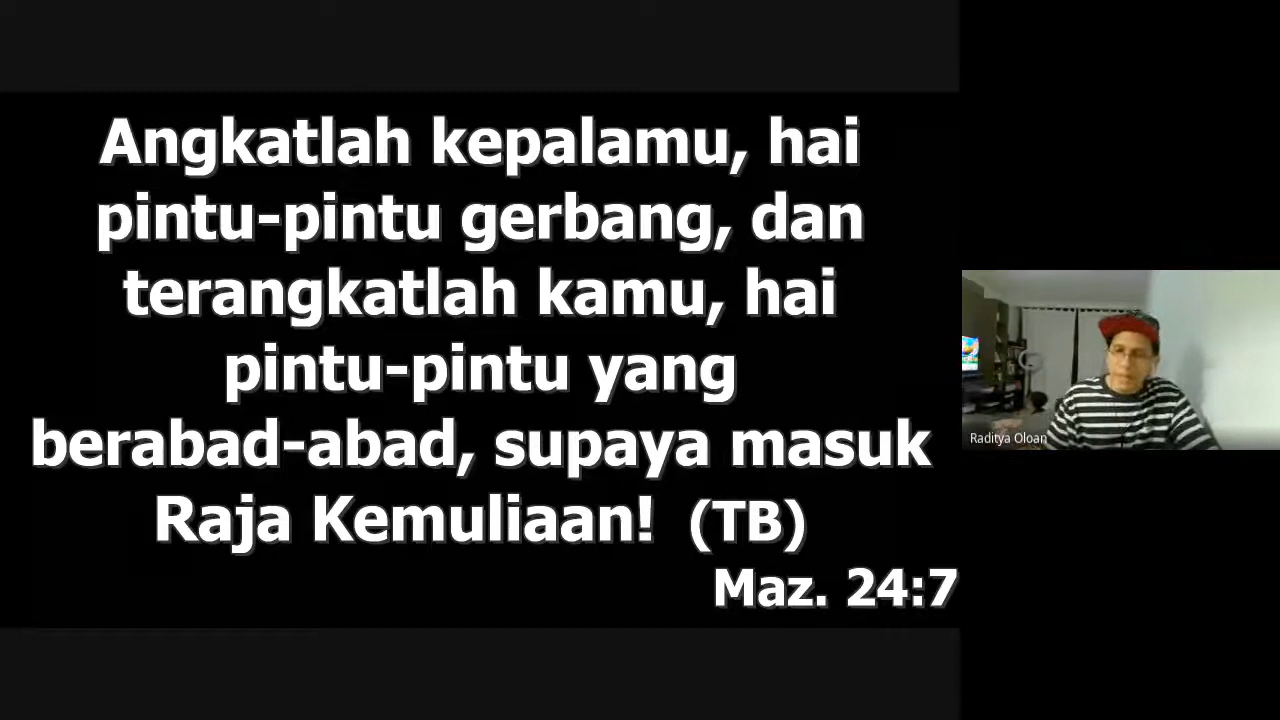 Angkatlah kepalamu, hai
pintu-pintu gerbang, dan
terangkatlah kamu, hai
pintu-pintu yang
berabad-abad, supaya masuk
Raja Kemuliaan! (TB)
Maz. 24:7
Raditya Oloan